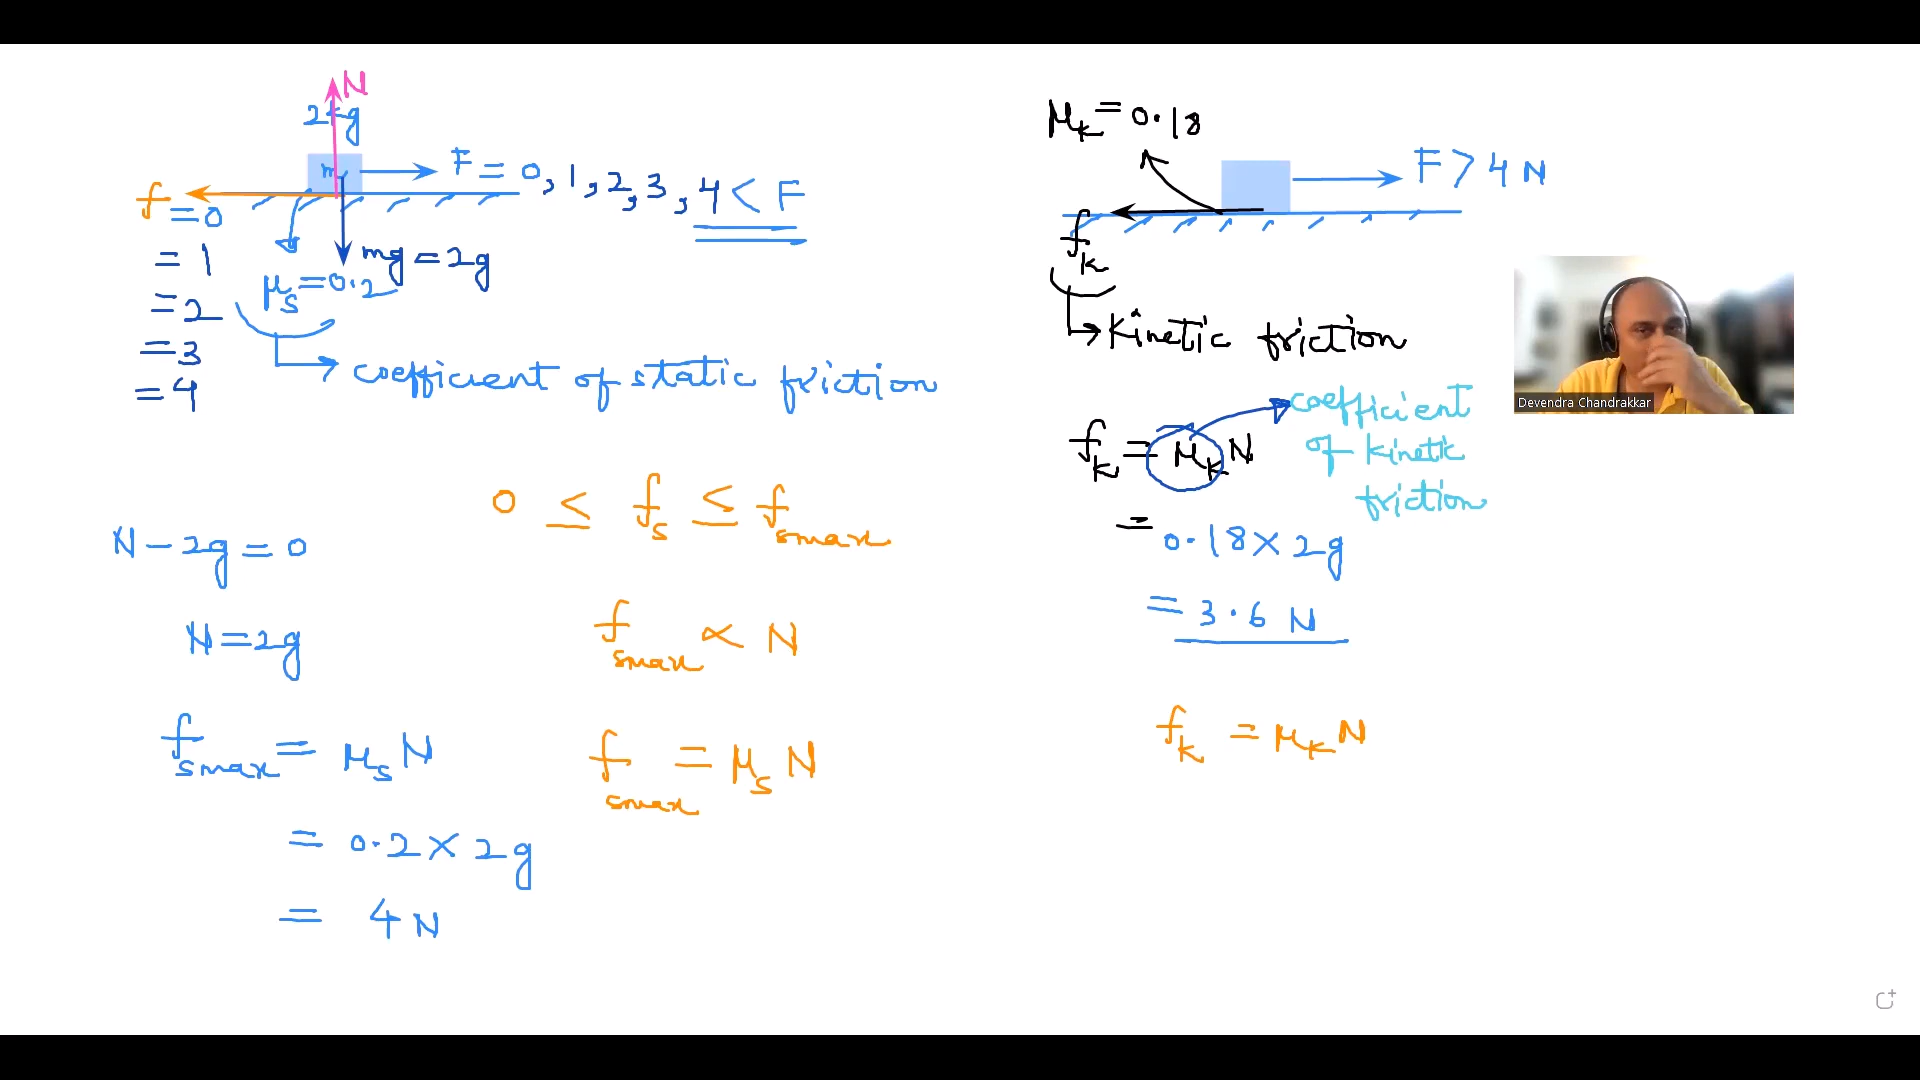 N
2kg
m
F = 0, 1, 2, 3, 4 < F
f = 0
= 1
= 2
= 3
= 4
mg = 2g
μs = 0.2
coefficient of static friction
0 ≤ fs ≤ fsmax
N - 2g = 0
N = 2g
fsmax ∝ N
fsmax = μs N
fsmax = μs N
= 0.2 × 2g
= 4 N
μk = 0.18
F > 4 N
fk
Kinetic friction
fk = μk N
coefficient
of kinetic
friction
= 0.18 × 2g
= 3.6 N
fk = μk N
Devendra Chandrakkar